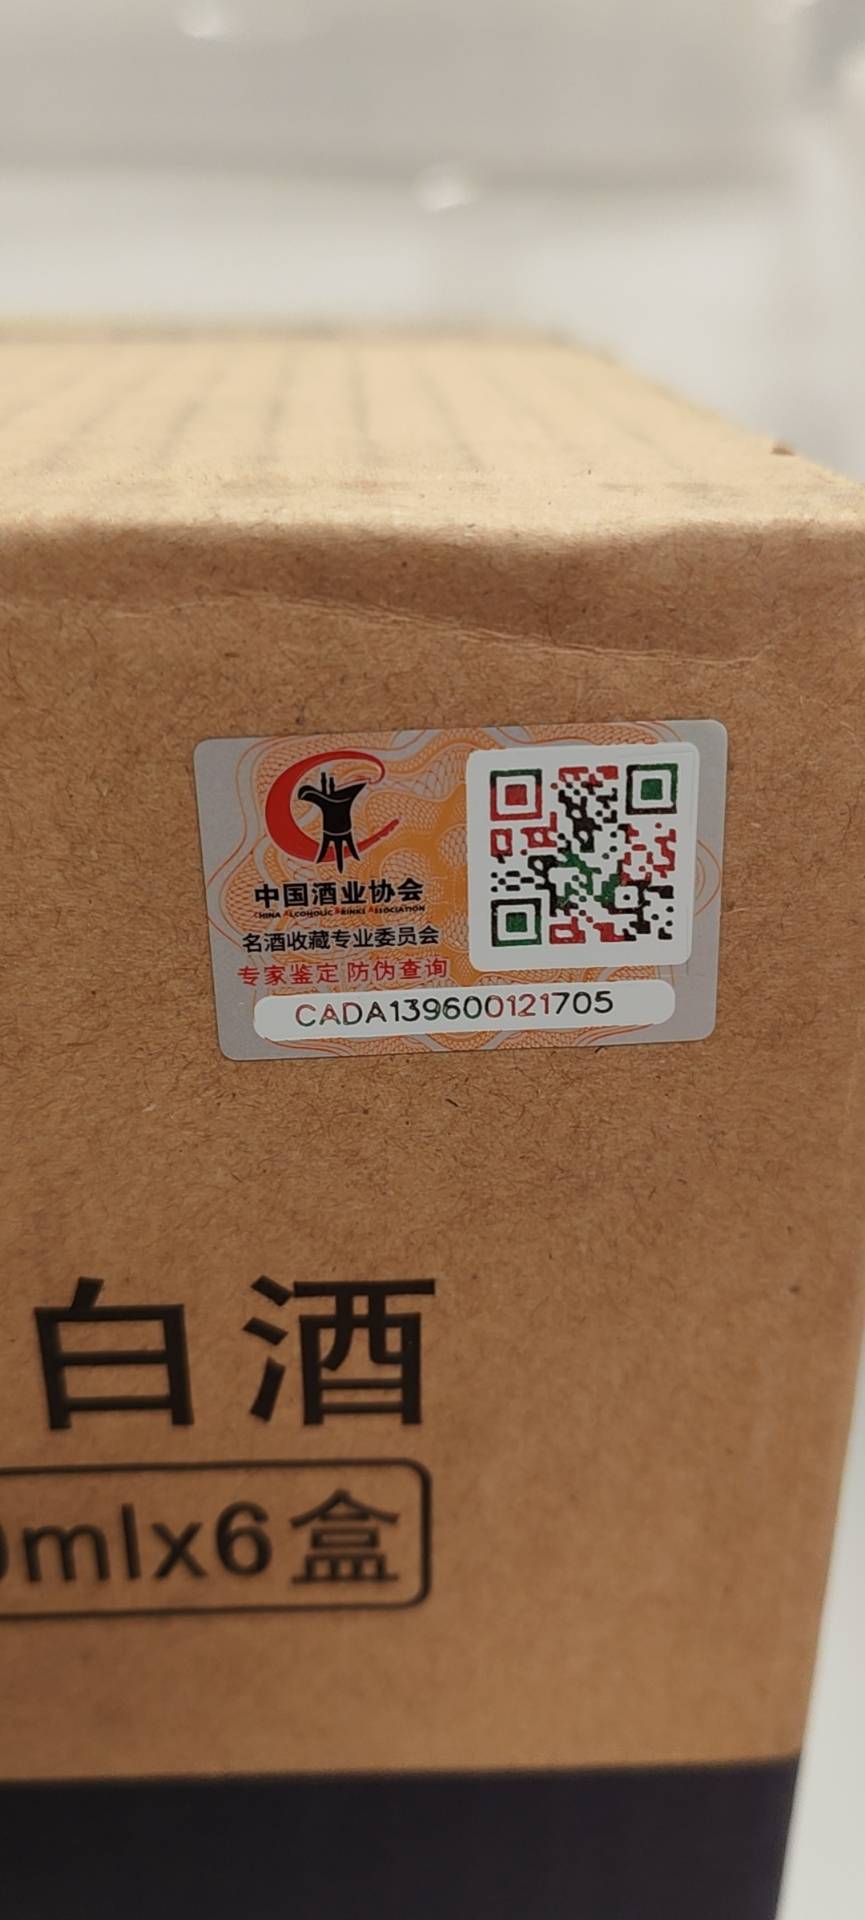 中国酒业协会
CHINA ALCOHOLIC DRINKS ASSOCIATION
名酒收藏专业委员会
专家鉴定 防伪查询
CADA139600121705
白酒
0mlx6盒